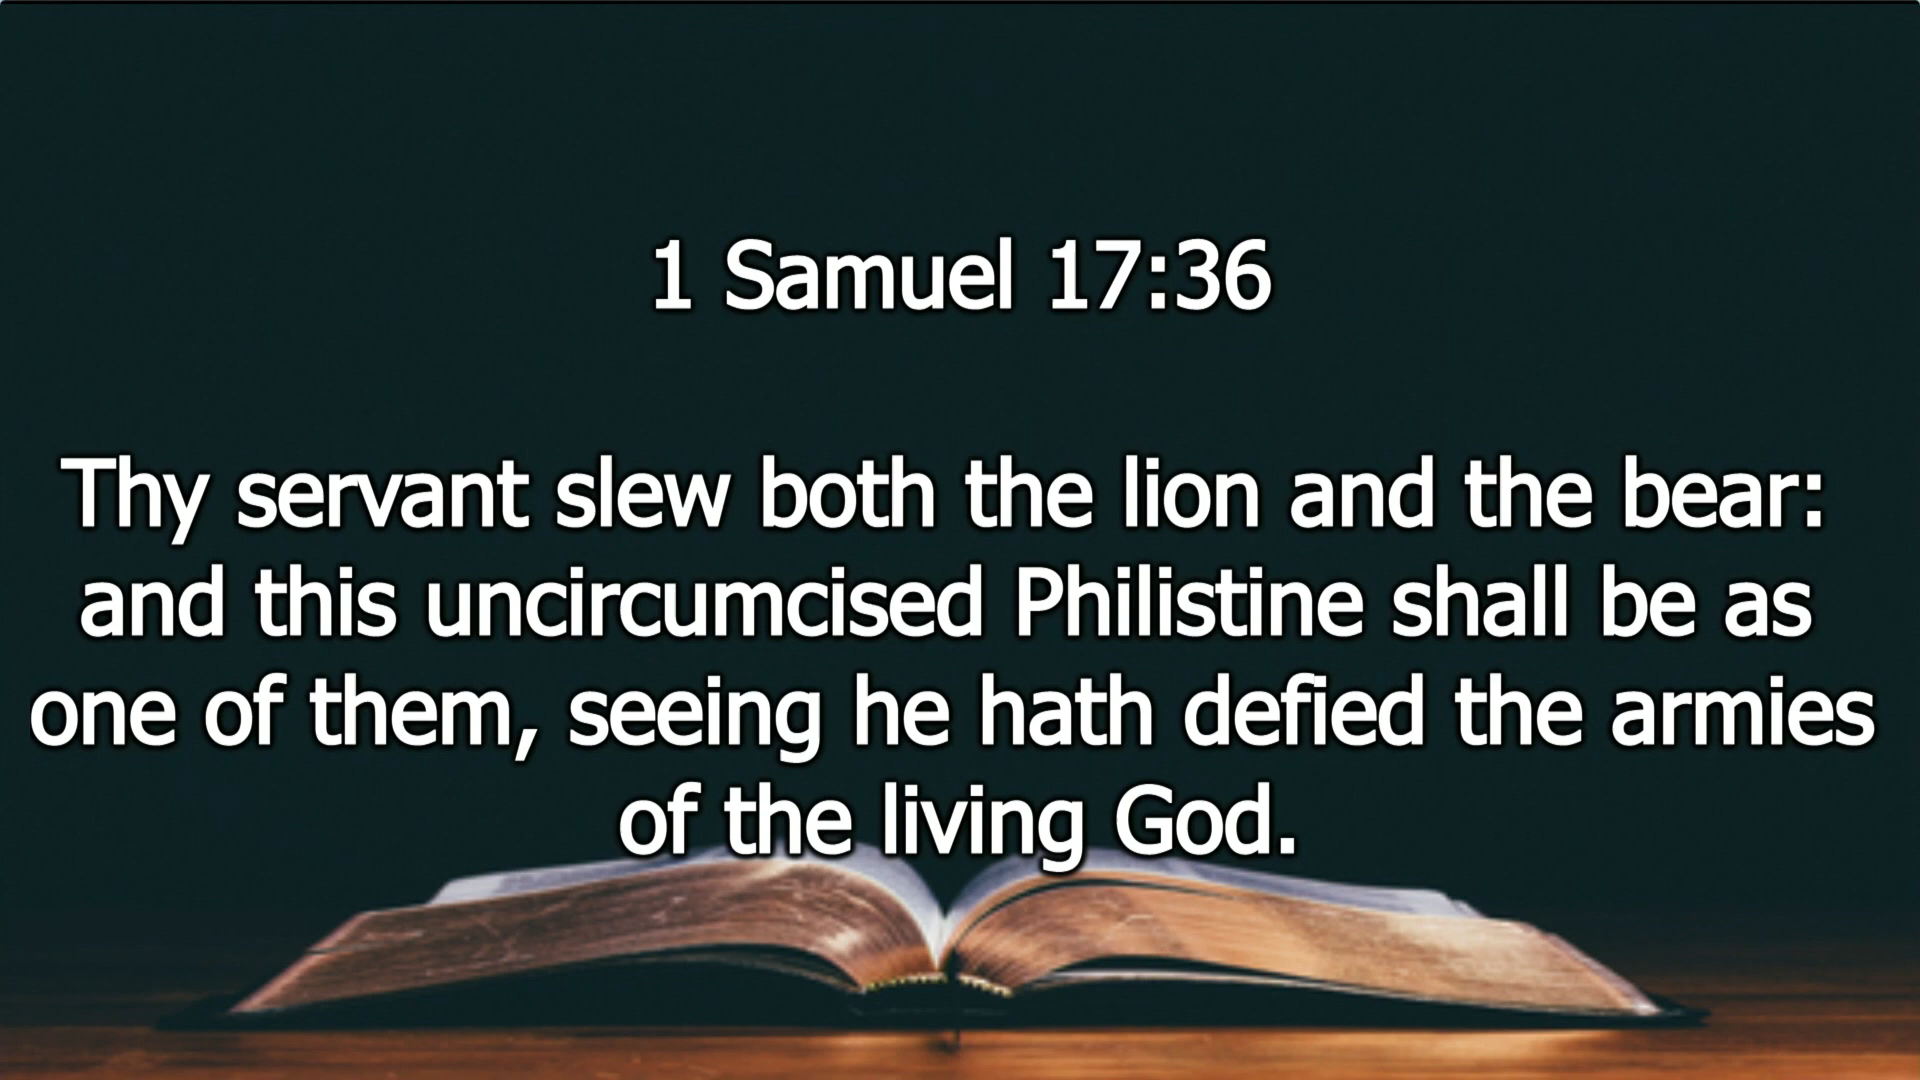 1 Samuel 17:36
Thy servant slew both the lion and the bear:
and this uncircumcised Philistine shall be as
one of them, seeing he hath defied the armies
of the living God.